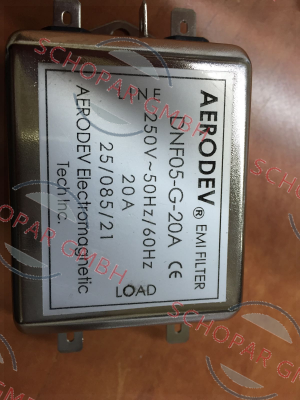 AERODEV® EMI FILTER
DNF05-G-20A CE
LINE 250V~50Hz/60Hz
20A LOAD
25/085/21
AERODEV Electromagnetic
Tech Inc.
SCHOPAR GMBH
SCHOPAR GMBH
SCHOPAR GMBH